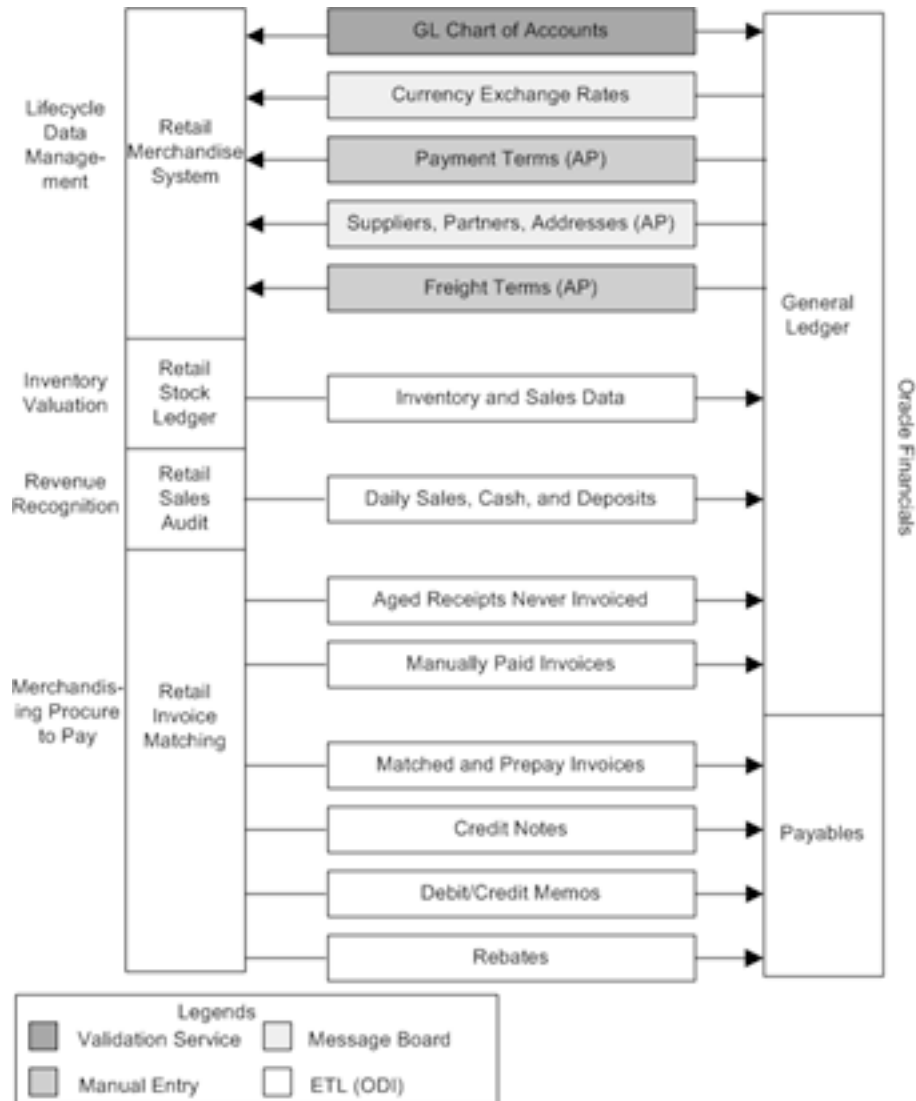 GL Chart of Accounts
Currency Exchange Rates
Lifecycle
Data
Manage-
ment
Retail
Merchandise
System
Payment Terms (AP)
Suppliers, Partners, Addresses (AP)
Freight Terms (AP)
General
Ledger
Inventory
Valuation
Retail
Stock
Ledger
Inventory and Sales Data
Oracle Financials
Revenue
Recognition
Retail
Sales
Audit
Daily Sales, Cash, and Deposits
Aged Receipts Never Invoiced
Manually Paid Invoices
Merchandis-
ing Procure
to Pay
Retail
Invoice
Matching
Matched and Prepay Invoices
Credit Notes
Payables
Debit/Credit Memos
Rebates
Legends
Validation Service
Message Board
Manual Entry
ETL (ODI)